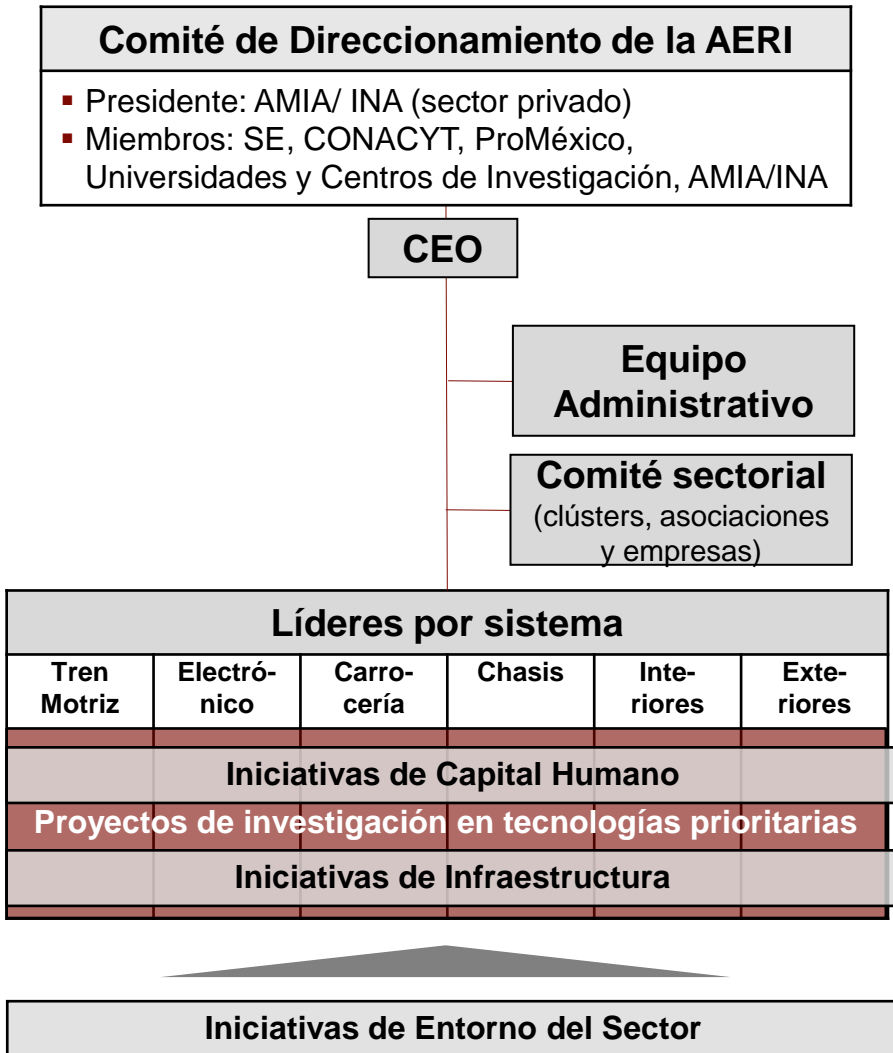 Comité de Direccionamiento de la AERI
▪ Presidente: AMIA/ INA (sector privado)
▪ Miembros: SE, CONACYT, ProMéxico,
Universidades y Centros de Investigación, AMIA/INA
CEO
Equipo
Administrativo
Comité sectorial
(clústers, asociaciones
y empresas)
Líderes por sistema
Tren
Motriz
Electró-
nico
Carro-
cería
Chasis
Inte-
riores
Exte-
riores
Iniciativas de Capital Humano
Proyectos de investigación en tecnologías prioritarias
Iniciativas de Infraestructura
Iniciativas de Entorno del Sector